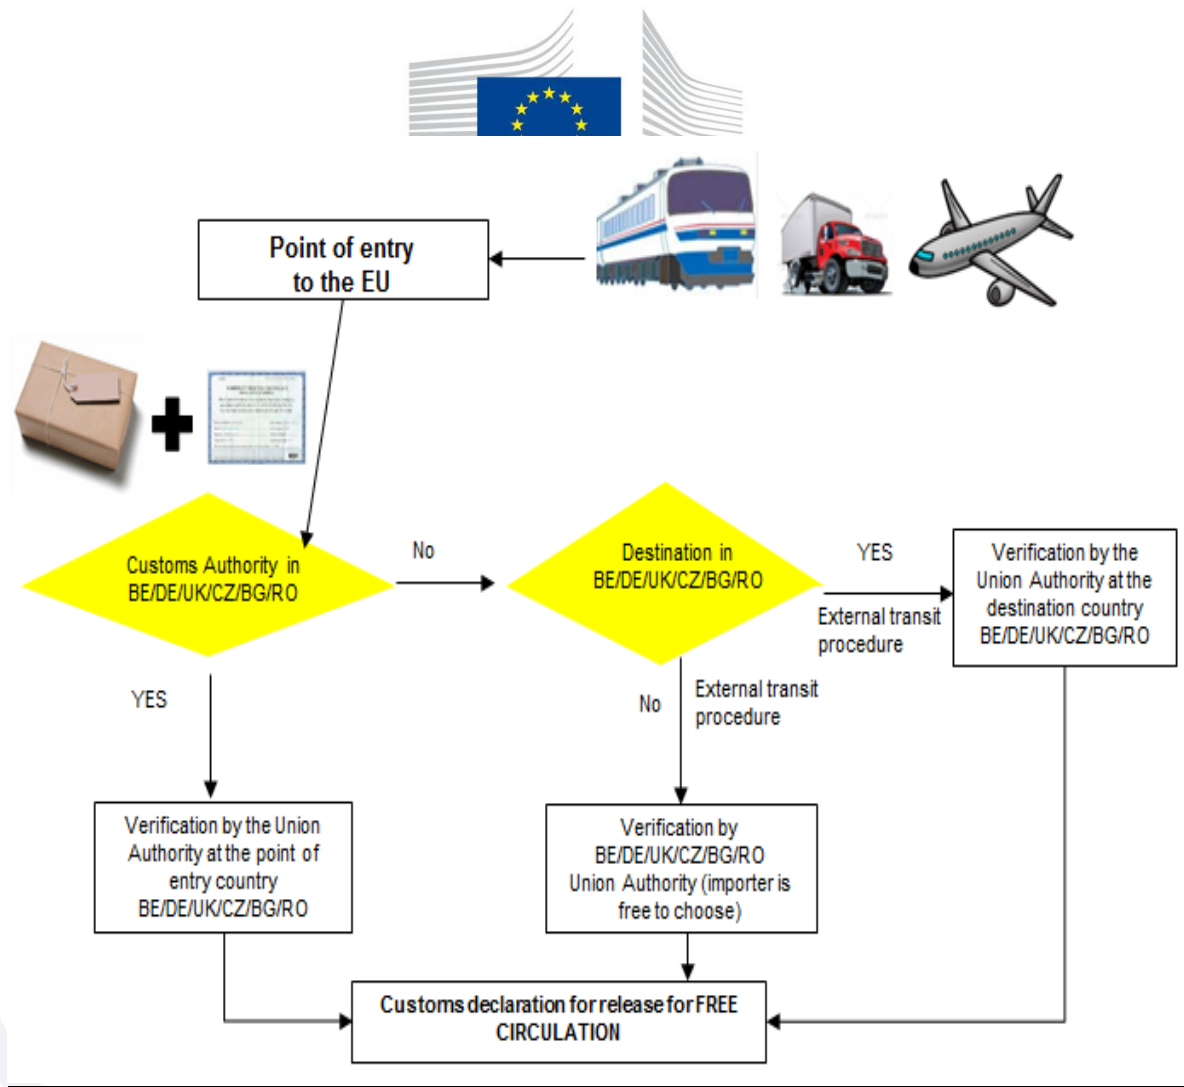 Point of entry
to the EU
Customs Authority in
BE/DE/UK/CZ/BG/RO
No
Destination in
BE/DE/UK/CZ/BG/RO
YES
External transit
procedure
Verification by the
Union Authority at the
destination country
BE/DE/UK/CZ/BG/RO
YES
No
External transit
procedure
Verification by the Union
Authority at the point of
entry country
BE/DE/UK/CZ/BG/RO
Verification by
BE/DE/UK/CZ/BG/RO
Union Authority (importer is
free to choose)
Customs declaration for release for FREE
CIRCULATION